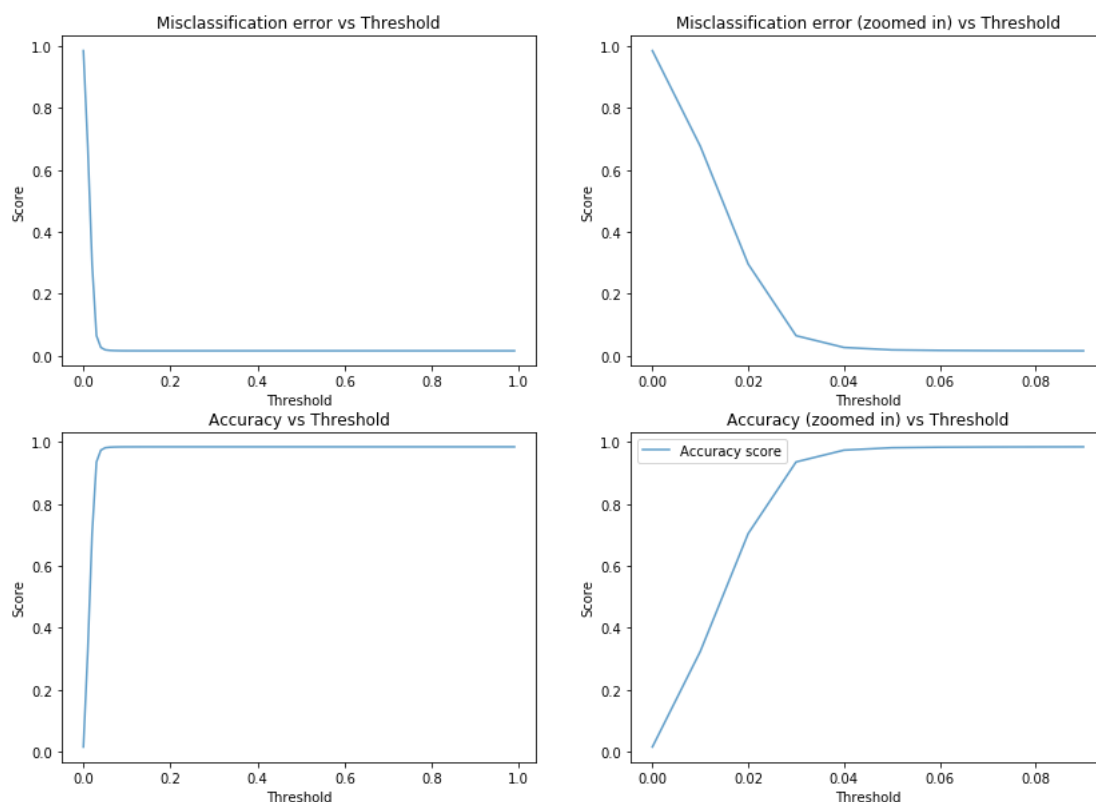 Misclassification error vs Threshold
1.0
0.8
0.6
0.4
0.2
0.0
Score
0.0 0.2 0.4 0.6 0.8 1.0
Threshold
Misclassification error (zoomed in) vs Threshold
1.0
0.8
0.6
0.4
0.2
0.0
Score
0.00 0.02 0.04 0.06 0.08
Threshold
Accuracy vs Threshold
1.0
0.8
0.6
0.4
0.2
0.0
Score
0.0 0.2 0.4 0.6 0.8 1.0
Threshold
Accuracy (zoomed in) vs Threshold
Accuracy score
1.0
0.8
0.6
0.4
0.2
0.0
Score
0.00 0.02 0.04 0.06 0.08
Threshold